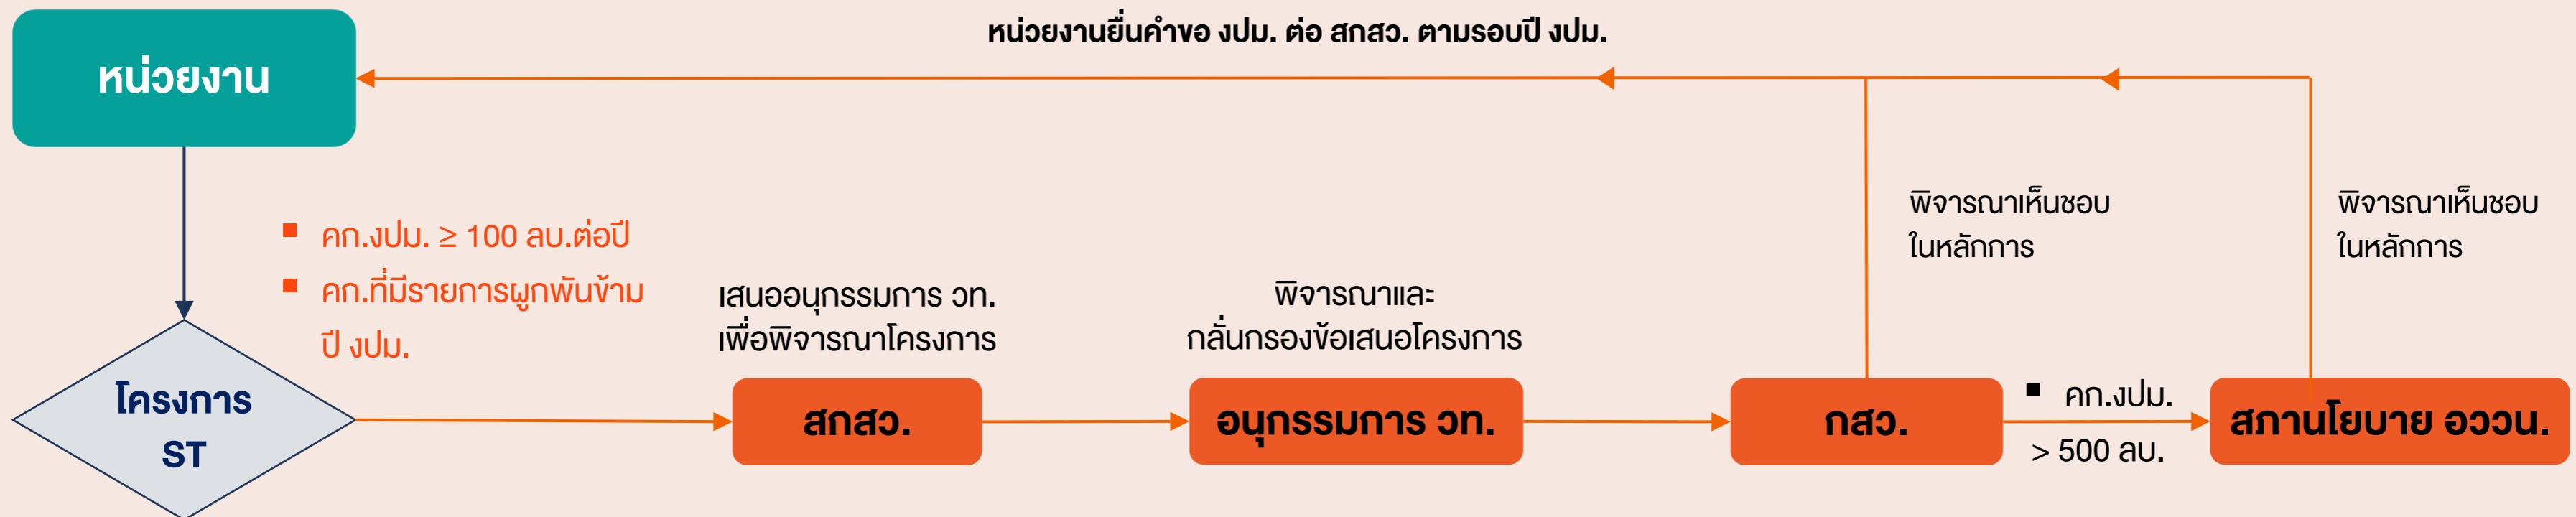 หน่วยงานยื่นคำขอ งปม. ต่อ สกสว. ตามรอบปี งปม.
หน่วยงาน
▪ คก.งปม. ≥ 100 ลบ.ต่อปี
▪ คก.ที่มีรายการผูกพันข้าม
ปี งปม.
โครงการ
ST
เสนออนุกรรมการ วท.
เพื่อพิจารณาโครงการ
สกสว.
พิจารณาและ
กลั่นกรองข้อเสนอโครงการ
อนุกรรมการ วท.
พิจารณาเห็นชอบ
ในหลักการ
กสว.
▪ คก.งปม.
> 500 ลบ.
พิจารณาเห็นชอบ
ในหลักการ
สภานโยบาย อววน.